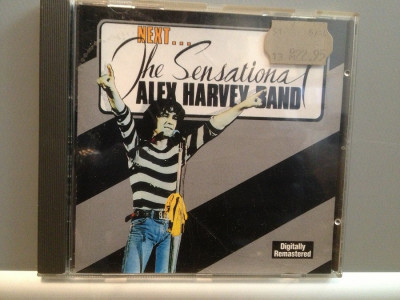 NEXT...
The Sensational
ALEX HARVEY BAND
Digitally
Remastered